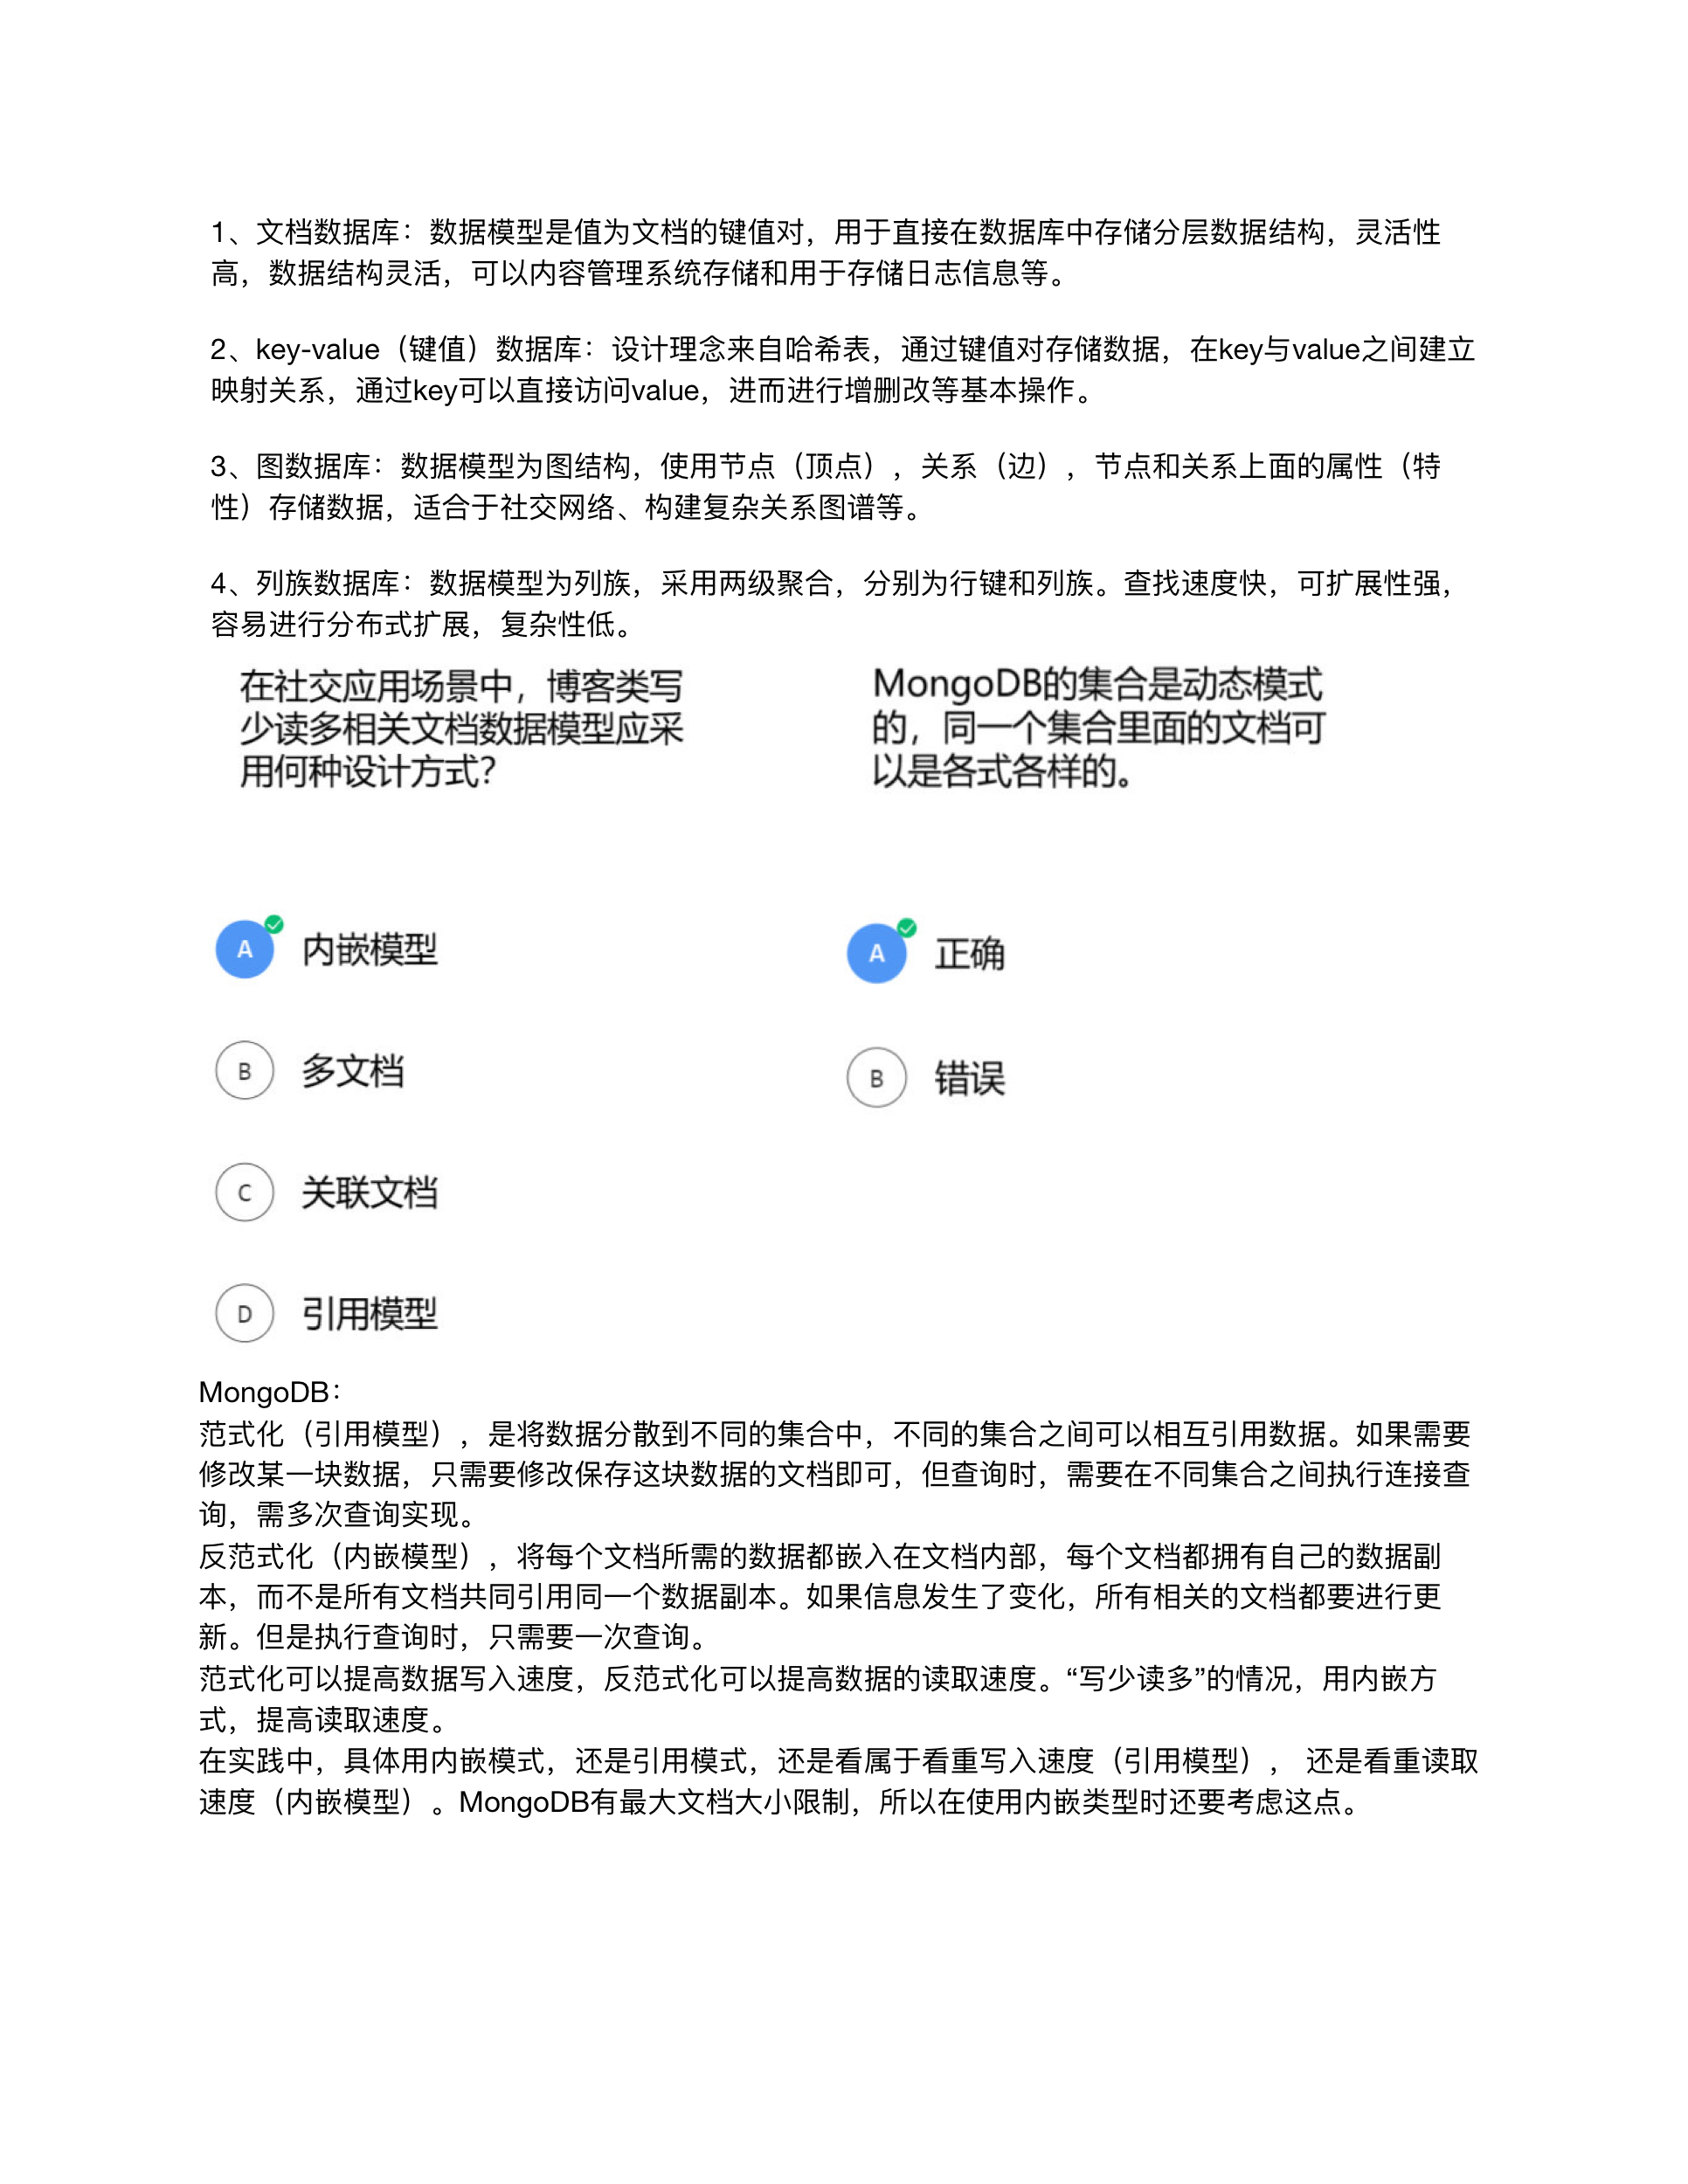 1、文档数据库：数据模型是值为文档的键值对，用于直接在数据库中存储分层数据结构，灵活性
高，数据结构灵活，可以内容管理系统存储和用于存储日志信息等。
2、key-value（键值）数据库：设计理念来自哈希表，通过键值对存储数据，在key与value之间建立
映射关系，通过key可以直接访问value，进而进行增删改等基本操作。
3、图数据库：数据模型为图结构，使用节点（顶点），关系（边），节点和关系上面的属性（特
性）存储数据，适合于社交网络、构建复杂关系图谱等。
4、列族数据库：数据模型为列族，采用两级聚合，分别为行键和列族。查找速度快，可扩展性强，
容易进行分布式扩展，复杂性低。
在社交应用场景中，博客类写
少读多相关文档数据模型应采
用何种设计方式？
A 内嵌模型
B 多文档
C 关联文档
D 引用模型
MongoDB的集合是动态模式
的，同一个集合里面的文档可
以是各式各样的。
A 正确
B 错误
MongoDB：
范式化（引用模型），是将数据分散到不同的集合中，不同的集合之间可以相互引用数据。如果需要
修改某一块数据，只需要修改保存这块数据的文档即可，但查询时，需要在不同集合之间执行连接查
询，需多次查询实现。
反范式化（内嵌模型），将每个文档所需的数据都嵌入在文档内部，每个文档都拥有自己的数据副
本，而不是所有文档共同引用同一个数据副本。如果信息发生了变化，所有相关的文档都要进行更
新。但是执行查询时，只需要一次查询。
范式化可以提高数据写入速度，反范式化可以提高数据的读取速度。“写少读多”的情况，用内嵌方
式，提高读取速度。
在实践中，具体用内嵌模式，还是引用模式，还是看属于看重写入速度（引用模型）， 还是看重读取
速度（内嵌模型）。MongoDB有最大文档大小限制，所以在使用内嵌类型时还要考虑这点。